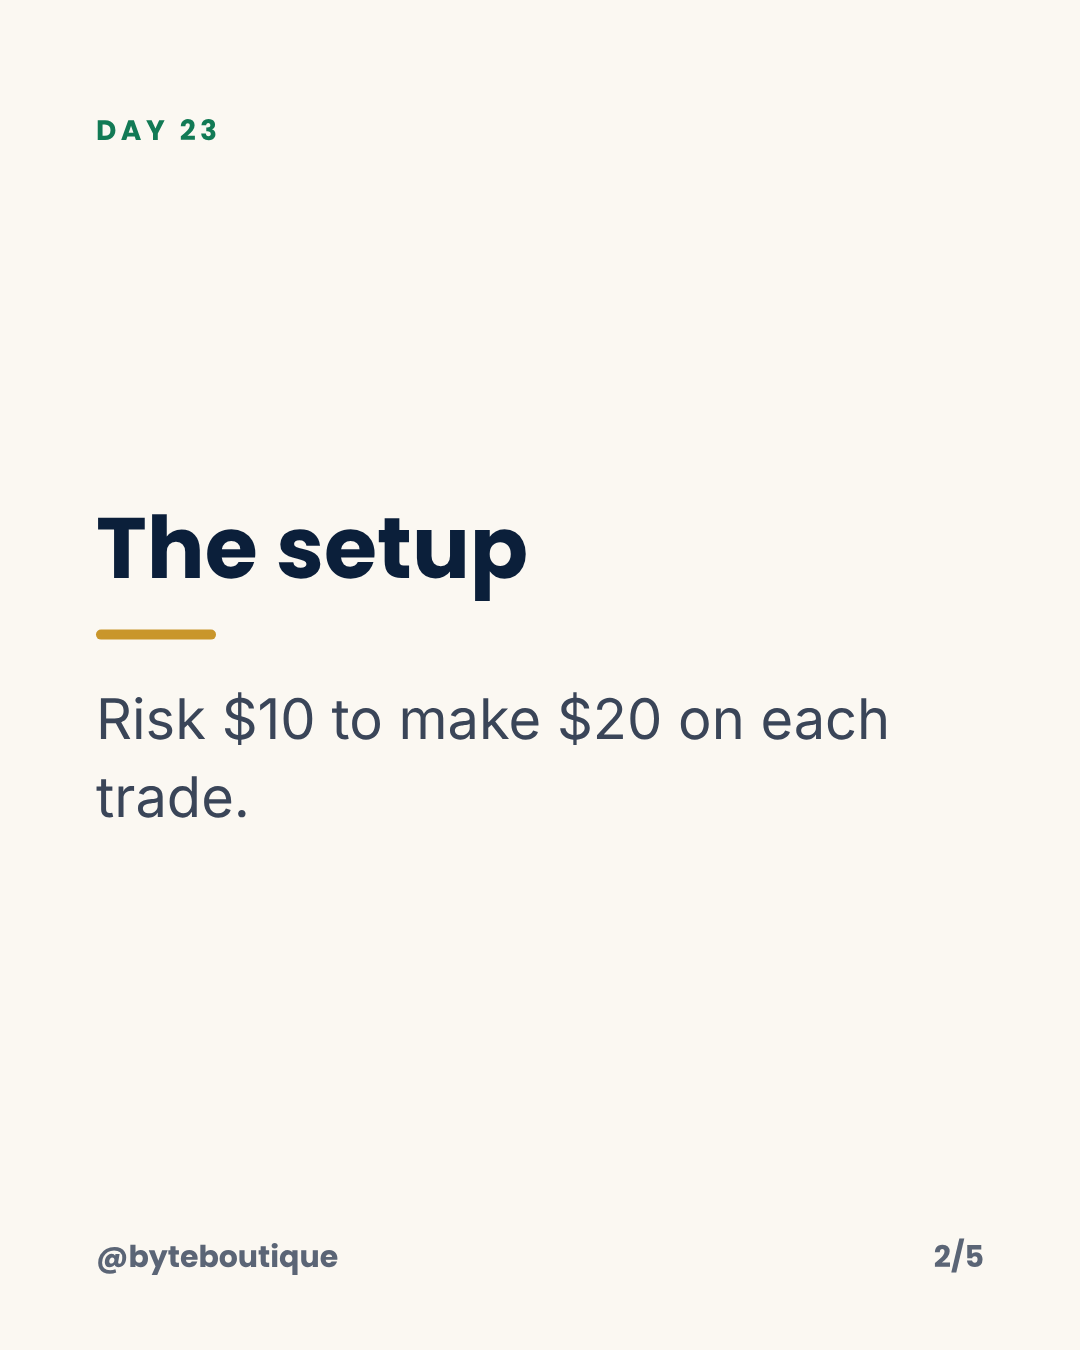 DAY 23
The setup
Risk $10 to make $20 on each
trade.
@byteboutique
2/5